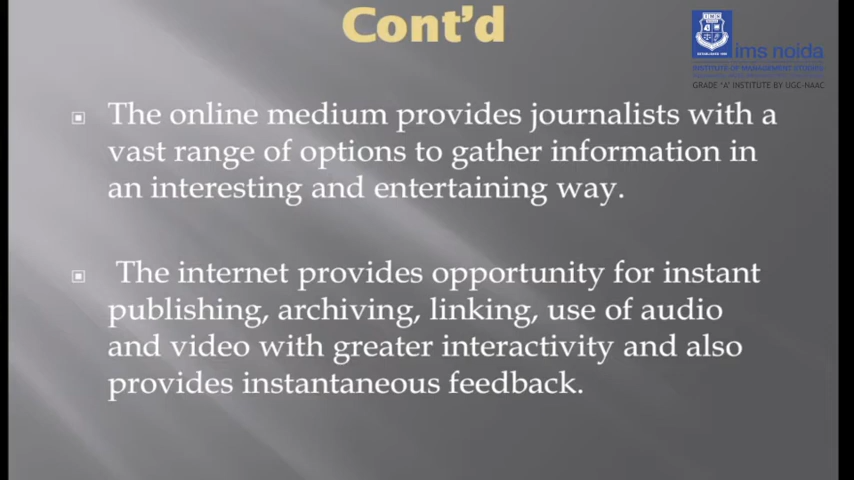 Cont'd
ims noida
INSTITUTE OF MANAGEMENT STUDIES
GRADE "A" INSTITUTE BY UGC-NAAC
The online medium provides journalists with a
vast range of options to gather information in
an interesting and entertaining way.
The internet provides opportunity for instant
publishing, archiving, linking, use of audio
and video with greater interactivity and also
provides instantaneous feedback.